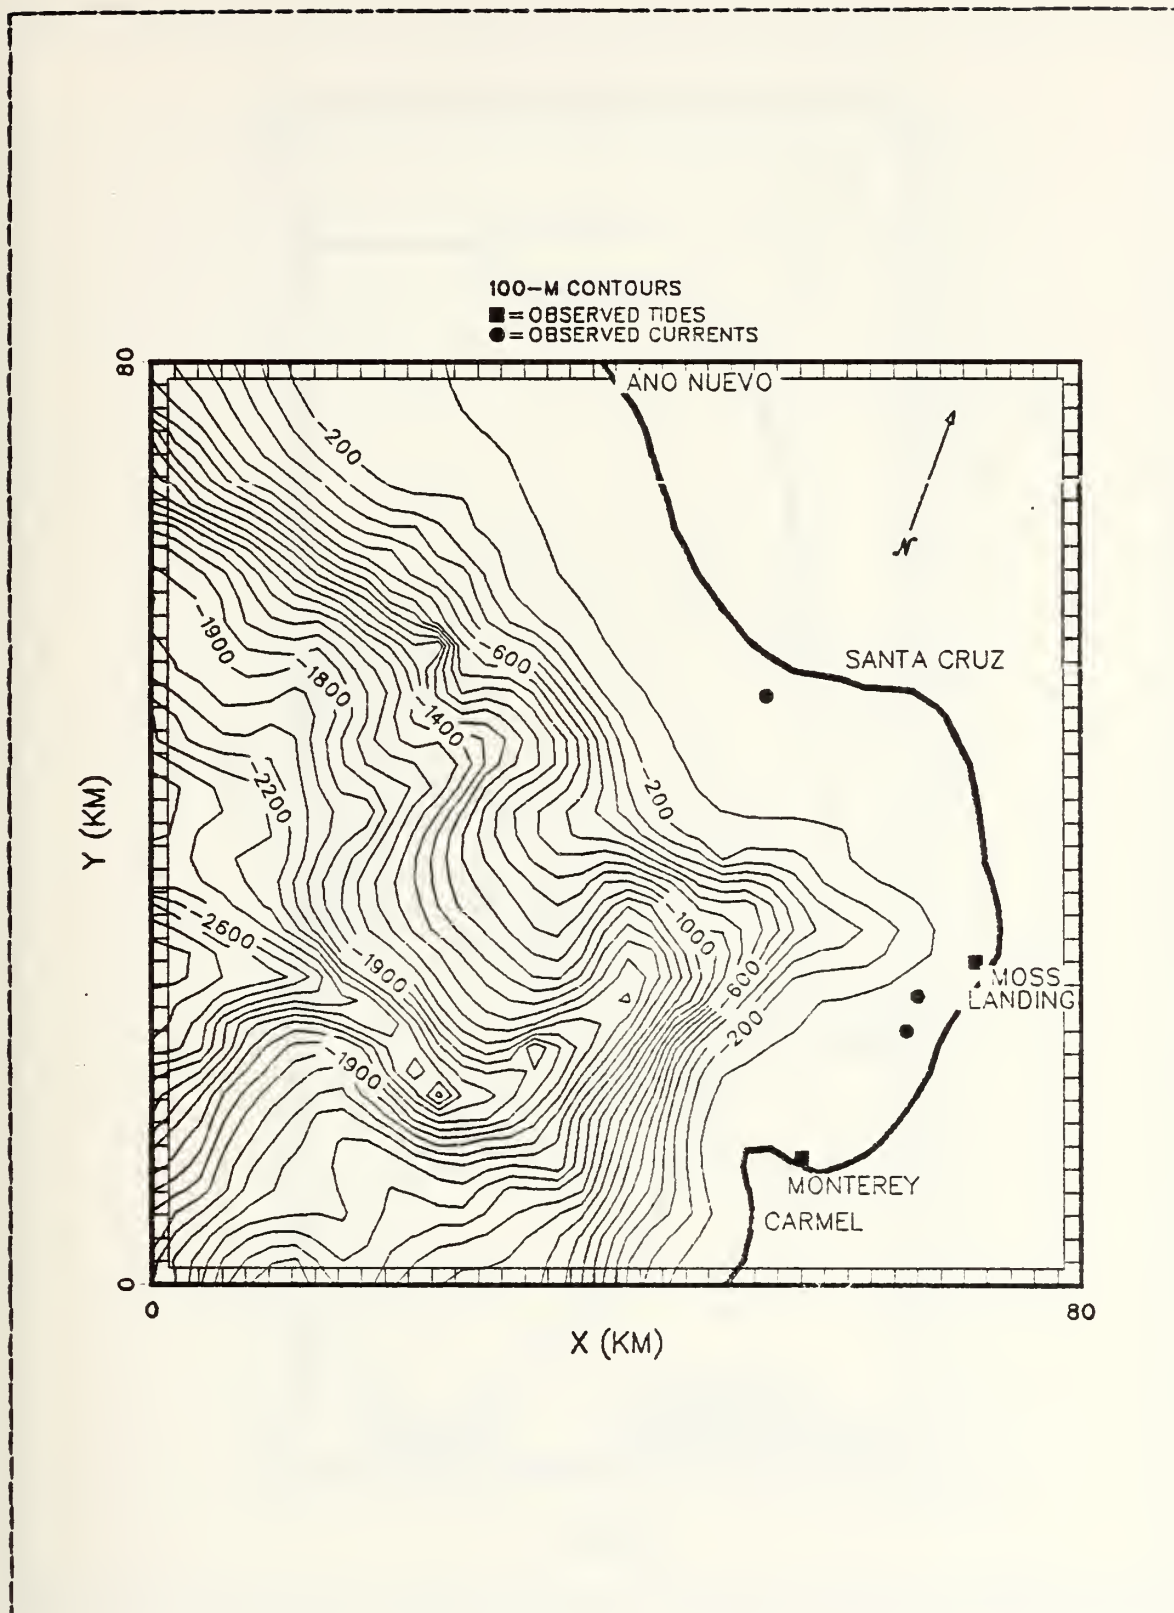 100-M CONTOURS
■ = OBSERVED TIDES
● = OBSERVED CURRENTS
80
ANO NUEVO
-200
N
-1900
-600
SANTA CRUZ
-1800
-1400
-2200
-200
Y (KM)
-2600
-1000
-1900
-600
MOSS
LANDING
-200
-1900
MONTEREY
CARMEL
0
0
80
X (KM)